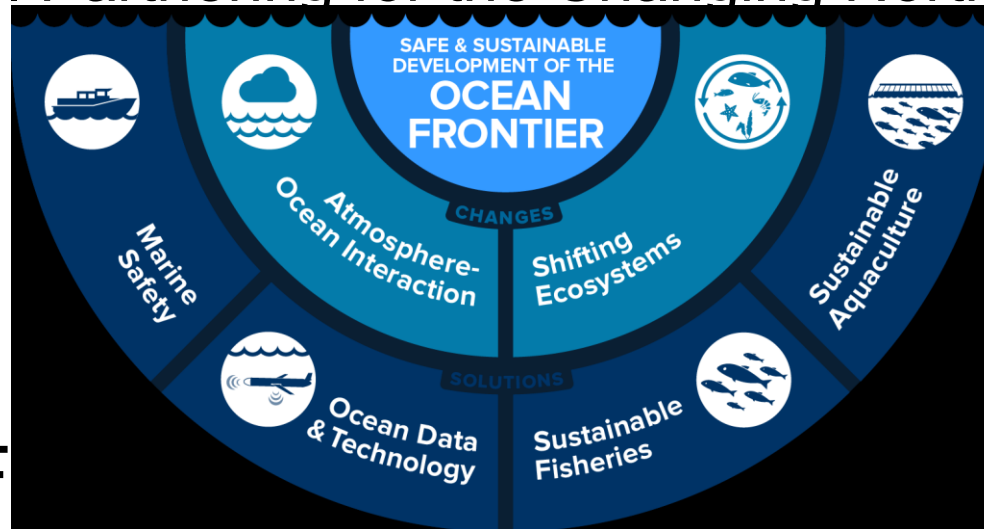 SAFE & SUSTAINABLE
DEVELOPMENT OF THE
OCEAN
FRONTIER
CHANGES
Atmosphere-
Ocean Interaction
Shifting
Ecosystems
SOLUTIONS
Marine
Safety
Ocean Data
& Technology
Sustainable
Fisheries
Sustainable
Aquaculture